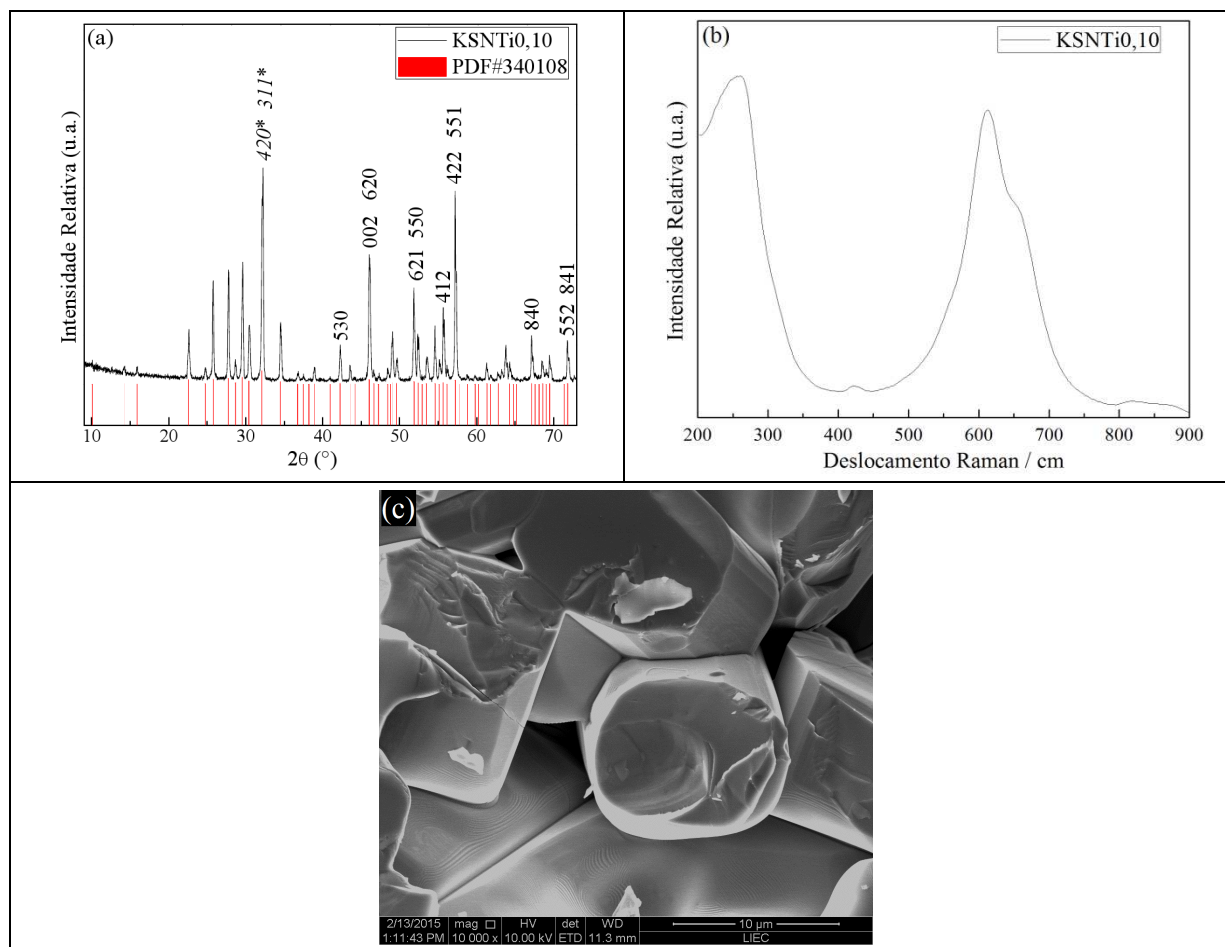 (a)
KSNTi0,10
PDF#340108
Intensidade Relativa (u.a.)
420* 311*
530
002 620
621 550
412
422 551
840
552 841
10 20 30 40 50 60 70
2θ (°)
(b)
KSNTi0,10
Intensidade Relativa (u.a.)
200 300 400 500 600 700 800 900
Deslocamento Raman / cm
(c)
2/13/2015 mag HV det WD 10 µm
1:11:43 PM 10 000 x 10.00 kV ETD 11.3 mm LIEC